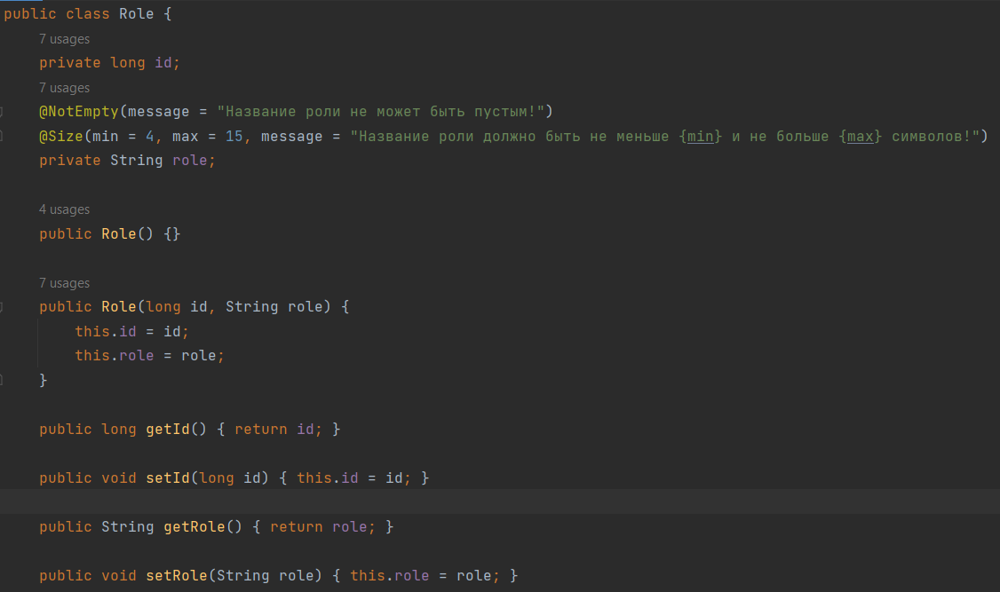 public class Role {
7 usages
private long id;
7 usages
@NotEmpty(message = "Название роли не может быть пустым!")
@Size(min = 4, max = 15, message = "Название роли должно быть не меньше {min} и не больше {max} символов!")
private String role;
4 usages
public Role() {}
7 usages
public Role(long id, String role) {
this.id = id;
this.role = role;
}
public long getId() { return id; }
public void setId(long id) { this.id = id; }
public String getRole() { return role; }
public void setRole(String role) { this.role = role; }